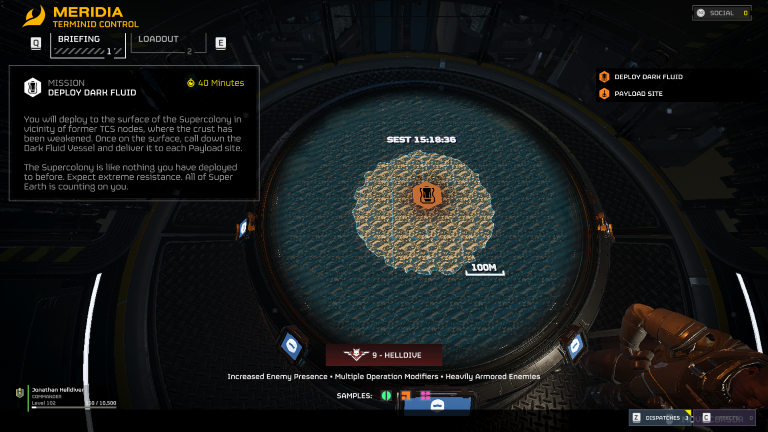 MERIDIA
TERMINID CONTROL
SOCIAL 0
Q
BRIEFING
1
LOADOUT
2
E
MISSION
DEPLOY DARK FLUID
40 Minutes
You will deploy to the surface of the Supercolony in
vicinity of former TCS nodes, where the crust has
been weakened. Once on the surface, call down the
Dark Fluid Vessel and deliver it to each Payload site.
The Supercolony is like nothing you have deployed
to before. Expect extreme resistance. All of Super
Earth is counting on you.
DEPLOY DARK FLUID
PAYLOAD SITE
SEST 15:18:36
100M
9 - HELLDIVE
Increased Enemy Presence • Multiple Operation Modifiers • Heavily Armored Enemies
SAMPLES:
Jonathan Helldiver
COMMANDER
Level 102
/ 10,500
Z
DISPATCHES
3
C
0